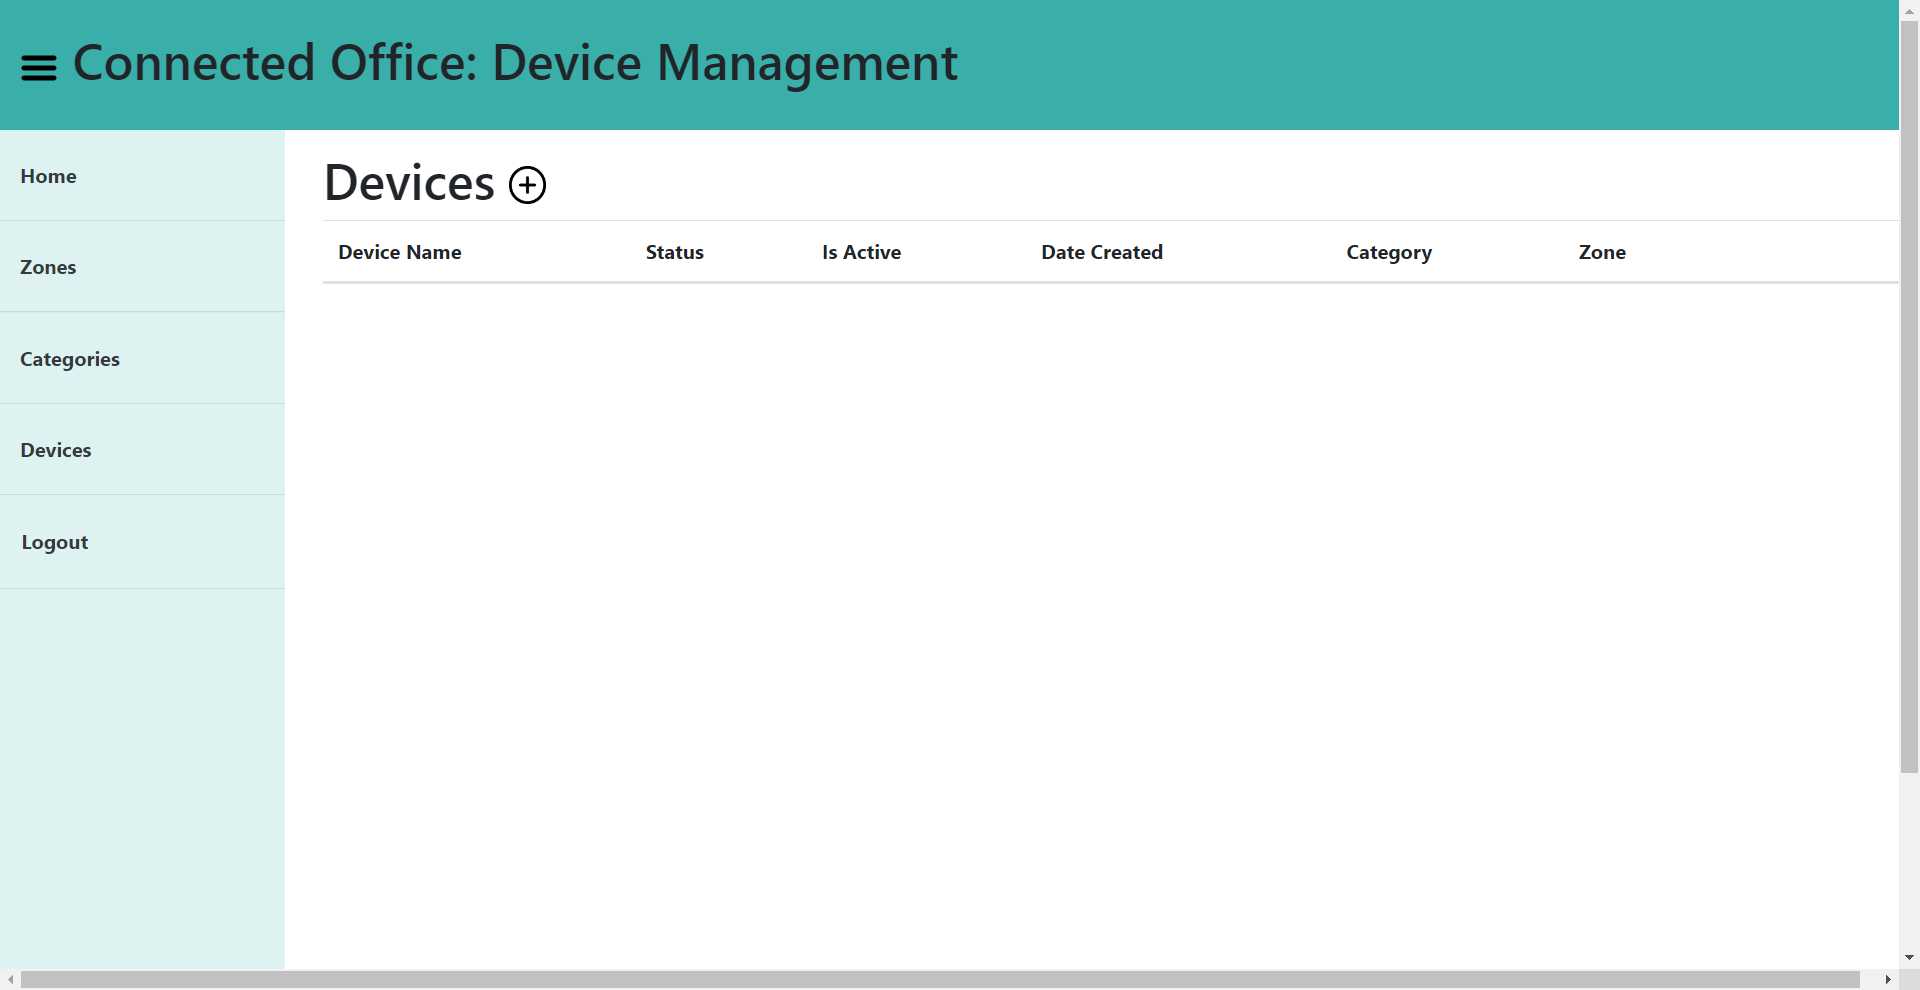 Connected Office: Device Management
Home
Zones
Categories
Devices
Logout
Devices
Device Name Status Is Active Date Created Category Zone